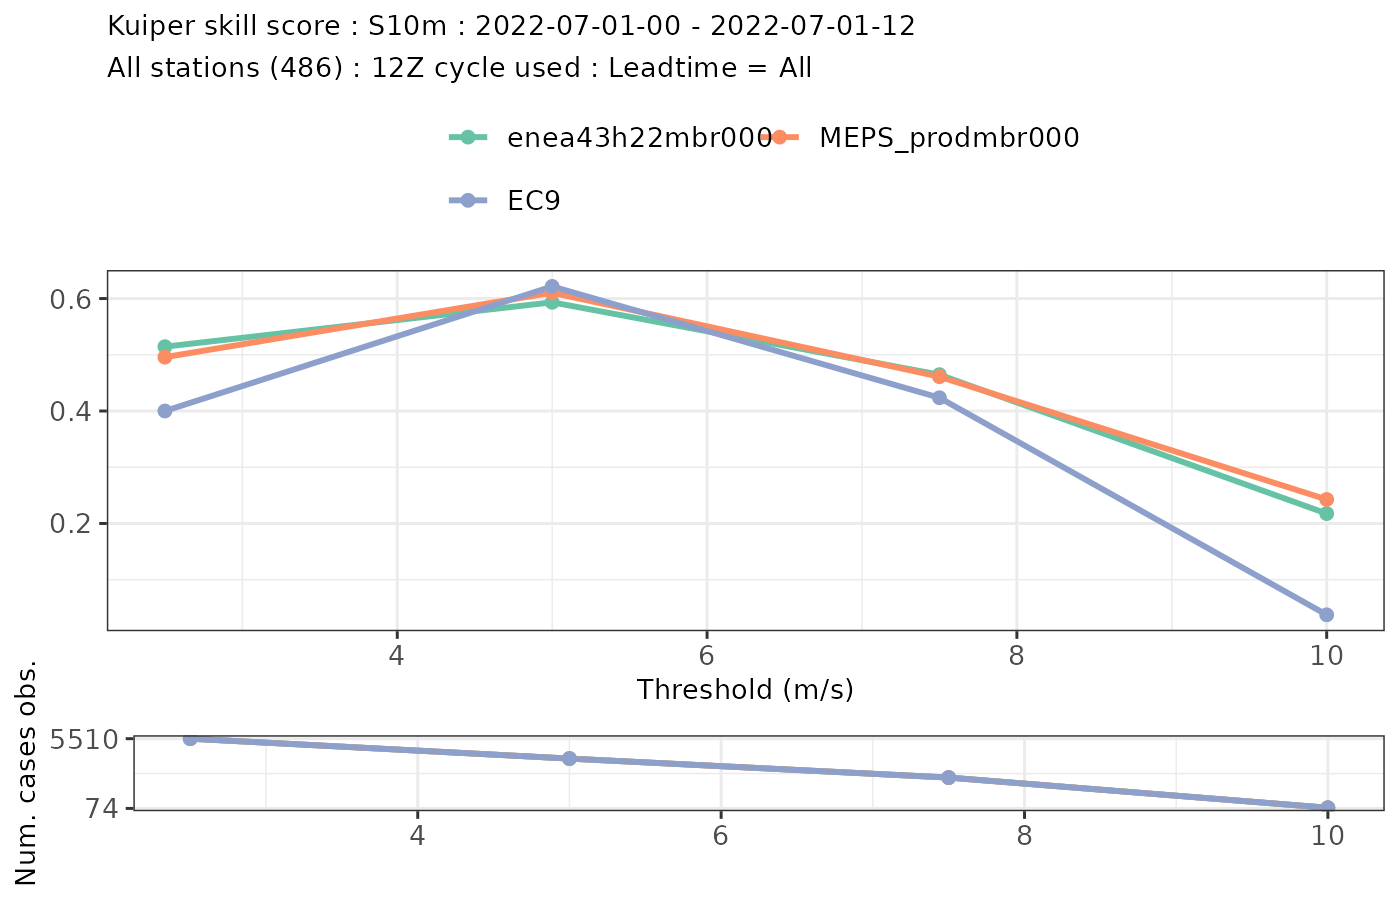 Kuiper skill score : S10m : 2022-07-01-00 - 2022-07-01-12
All stations (486) : 12Z cycle used : Leadtime = All
enea43h22mbr000
MEPS_prodmbr000
EC9
0.6
0.4
0.2
4
6
8
10
Threshold (m/s)
Num. cases obs.
5510
74
4
6
8
10